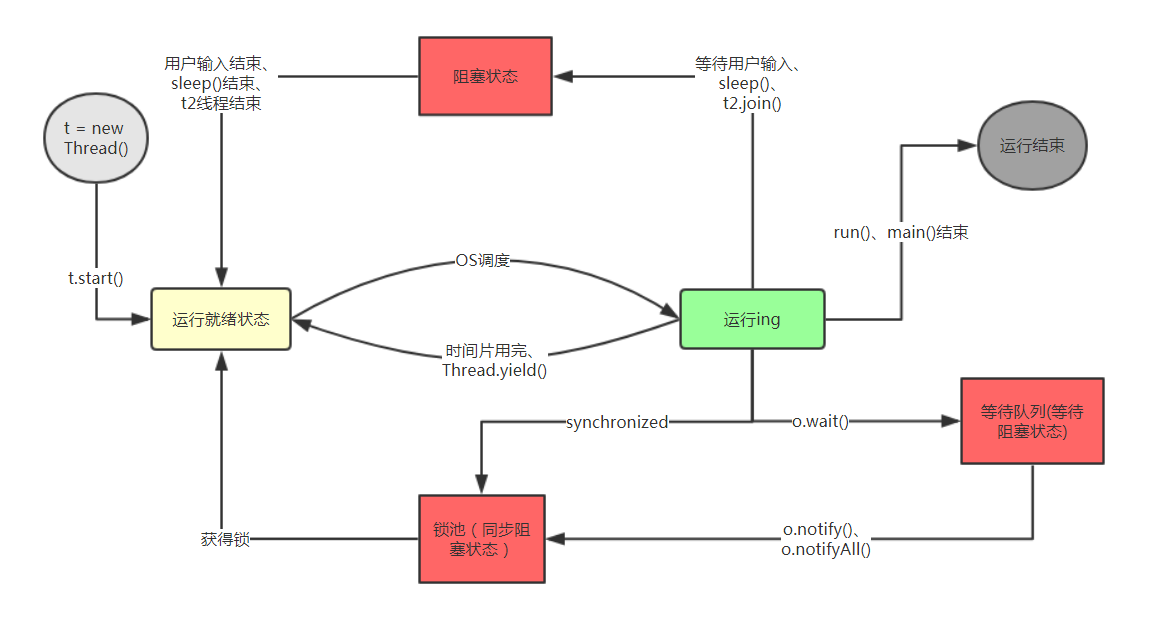 用户输入结束、
sleep()结束、
t2线程结束
阻塞状态
等待用户输入、
sleep()、
t2.join()
t = new
Thread()
运行结束
run()、main()结束
t.start()
OS调度
运行就绪状态
运行ing
时间片用完、
Thread.yield()
synchronized
o.wait()
等待队列(等待
阻塞状态)
锁池（同步阻
塞状态）
获得锁
o.notify()、
o.notifyAll()